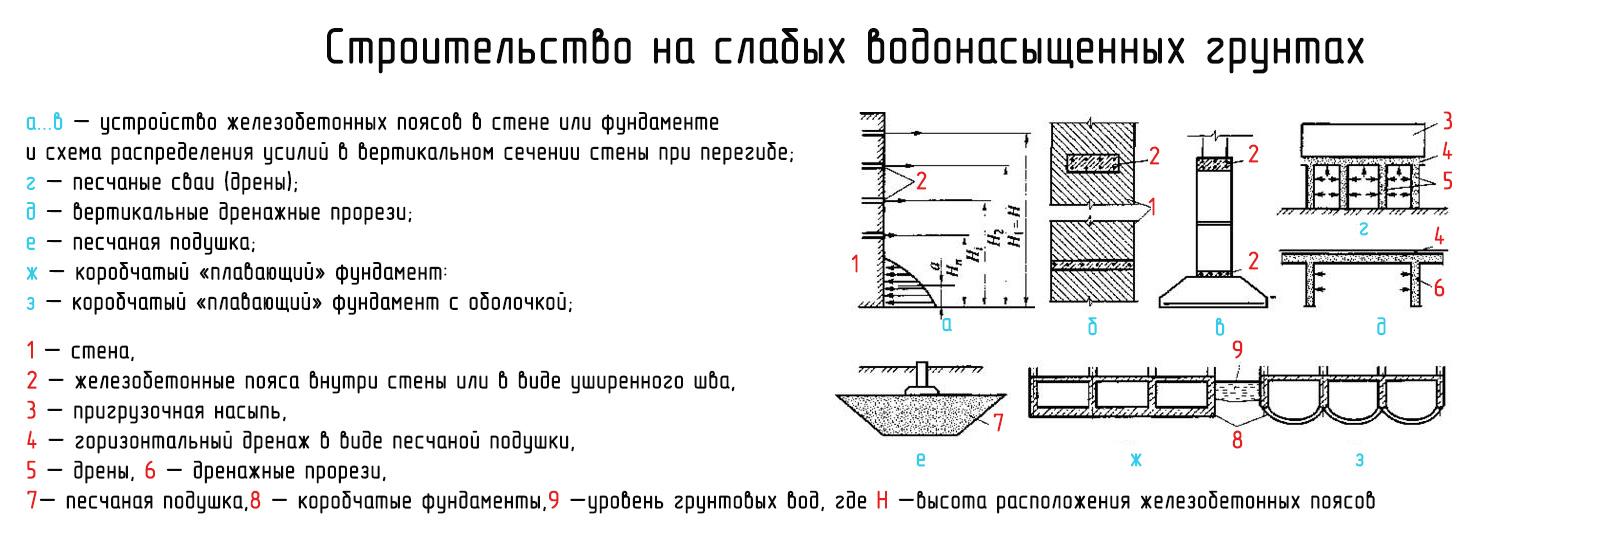 Строительство на слабых водонасыщенных грунтах
а...в – устройство железобетонных поясов в стене или фундаменте
и схема распределения усилий в вертикальном сечении стены при перегибе;
г – песчаные сваи (дрены);
д – вертикальные дренажные прорези;
е – песчаная подушка;
ж – коробчатый «плавающий» фундамент:
з – коробчатый «плавающий» фундамент с оболочкой;
1 – стена,
2 – железобетонные пояса внутри стены или в виде уширенного шва,
3 – пригрузочная насыпь,
4 – горизонтальный дренаж в виде песчаной подушки,
5 – дрены, 6 – дренажные прорези,
7– песчаная подушка,8 – коробчатые фундаменты,9 –уровень грунтовых вод, где H –высота расположения железобетонных поясов
1
2
a
Hn
Hi
H2
H1=H
а
2
1
б
2
2
в
3
4
5
г
4
6
д
7
е
9
8
ж
з